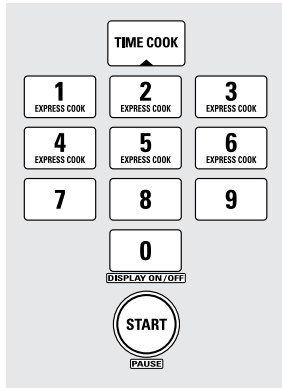 TIME COOK
1 2 3
EXPRESS COOK EXPRESS COOK EXPRESS COOK
4 5 6
EXPRESS COOK EXPRESS COOK EXPRESS COOK
7 8 9
0
DISPLAY ON/OFF
START
PAUSE